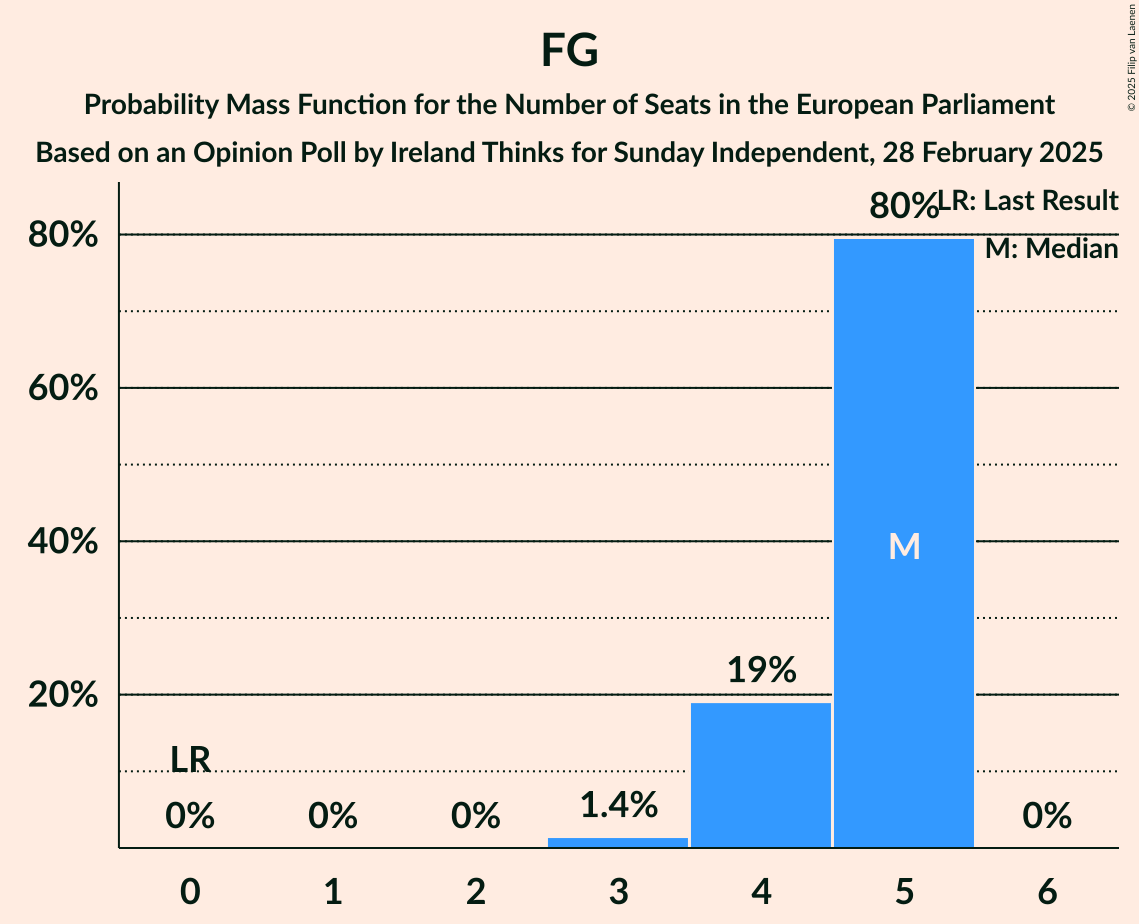 FG
Probability Mass Function for the Number of Seats in the European Parliament
Based on an Opinion Poll by Ireland Thinks for Sunday Independent, 28 February 2025
© 2025 Filip van Laenen
LR: Last Result
M: Median
80%
60%
40%
20%
LR
0%
0%
0%
1.4%
19%
80%
M
0%
0
1
2
3
4
5
6